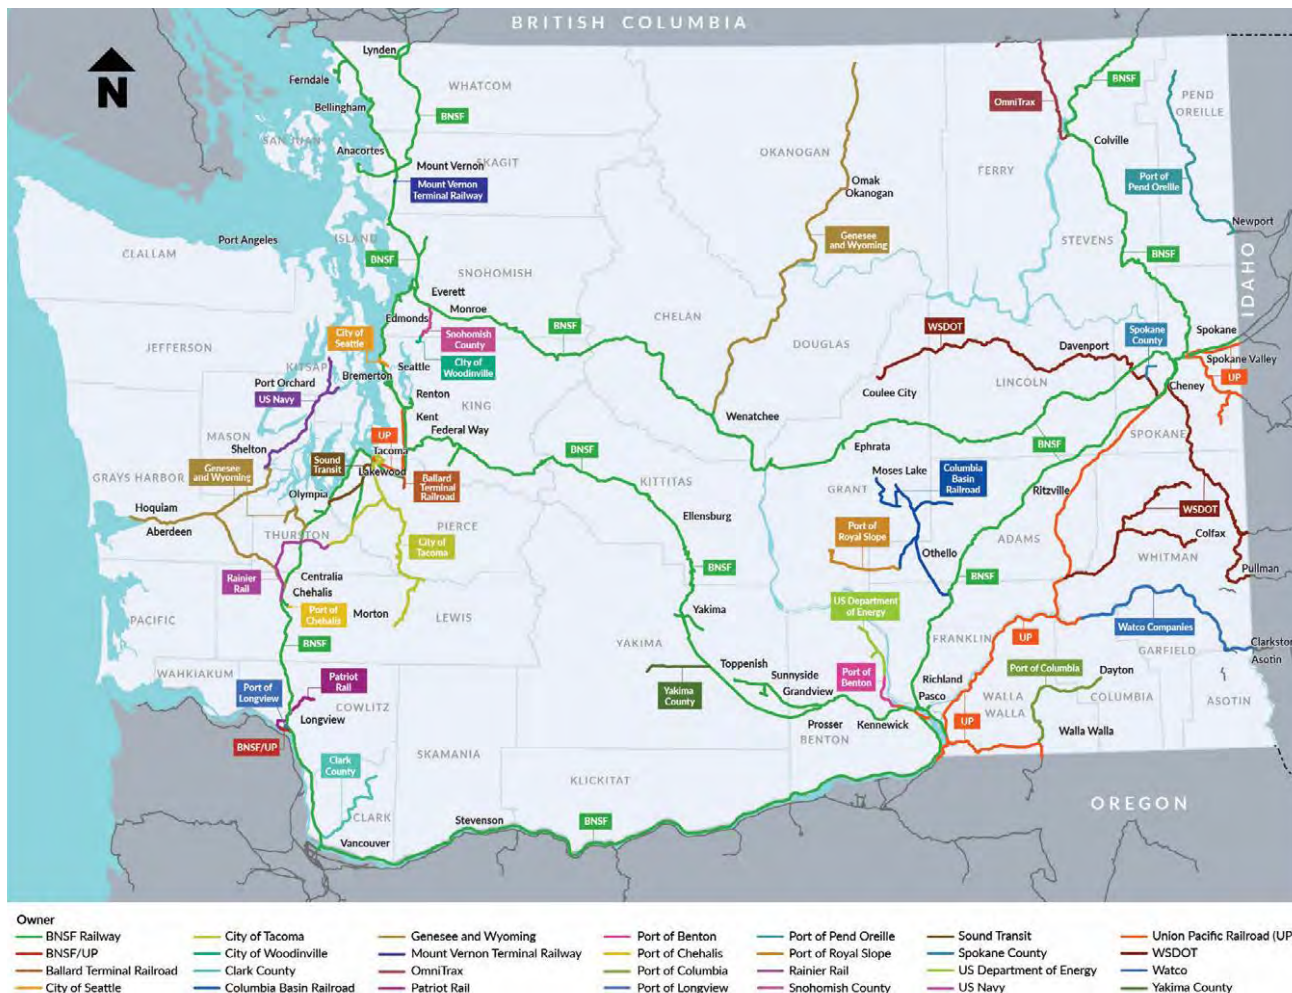 BRITISH COLUMBIA
N
Lynden
Ferndale
WHATCOM
BNSF
Bellingham
SAN JUAN
Anacortes
Mount Vernon
SKAGIT
Mount Vernon
Terminal Railway
OmniTrax
BNSF
PEND
OREILLE
Colville
OKANOGAN
FERRY
Port of
Pend Oreille
Omak
Okanogan
Newport
Genesee
and Wyoming
STEVENS
BNSF
IDAHO
Port Angeles
ISLAND
CLALLAM
BNSF
SNOHOMISH
Everett
Monroe
Edmonds
CHELAN
BNSF
WSDOT
Spokane
County
Spokane
City of
Seattle
Snohomish
County
City of
Woodinville
JEFFERSON
KITSAP
Seattle
DOUGLAS
Davenport
Spokane Valley
UP
Port Orchard
Bremerton
US Navy
Renton
LINCOLN
Coulee City
Cheney
KING
Kent
Wenatchee
Federal Way
MASON
UP
Shelton
Tacoma
Sound
Transit
Lakewood
Ephrata
BNSF
SPOKANE
BNSF
Genesee
and Wyoming
GRAYS HARBOR
Ballard
Terminal
Railroad
KITTITAS
Moses Lake
Columbia
Basin
Railroad
GRANT
Ritzville
Olympia
Hoquiam
Aberdeen
Ellensburg
WSDOT
THURSTON
PIERCE
City of
Tacoma
Port of
Royal Slope
ADAMS
Colfax
Othello
WHITMAN
Pullman
BNSF
BNSF
Rainier
Rail
Centralia
Chehalis
Port of
Chehalis
Morton
LEWIS
Yakima
US Department
of Energy
PACIFIC
BNSF
YAKIMA
FRANKLIN
UP
Watco Companies
GARFIELD
Clarkston
Asotin
WAHKIAKUM
Port of
Longview
Patriot
Rail
Toppenish
Sunnyside
Grandview
Yakima
County
Port of
Benton
Richland
Pasco
Port of Columbia
Dayton
WALLA
WALLA
COLUMBIA
ASOTIN
COWLITZ
Longview
UP
Prosser
Kennewick
Walla Walla
BENTON
BNSF/UP
SKAMANIA
Clark
County
KLICKITAT
OREGON
CLARK
Stevenson
BNSF
Vancouver
Owner
BNSF Railway
BNSF/UP
Ballard Terminal Railroad
City of Seattle
City of Tacoma
City of Woodinville
Clark County
Columbia Basin Railroad
Genesee and Wyoming
Mount Vernon Terminal Railway
OmniTrax
Patriot Rail
Port of Benton
Port of Chehalis
Port of Columbia
Port of Longview
Port of Pend Oreille
Port of Royal Slope
Rainier Rail
Snohomish County
Sound Transit
Spokane County
US Department of Energy
US Navy
Union Pacific Railroad (UP
WSDOT
Watco
Yakima County